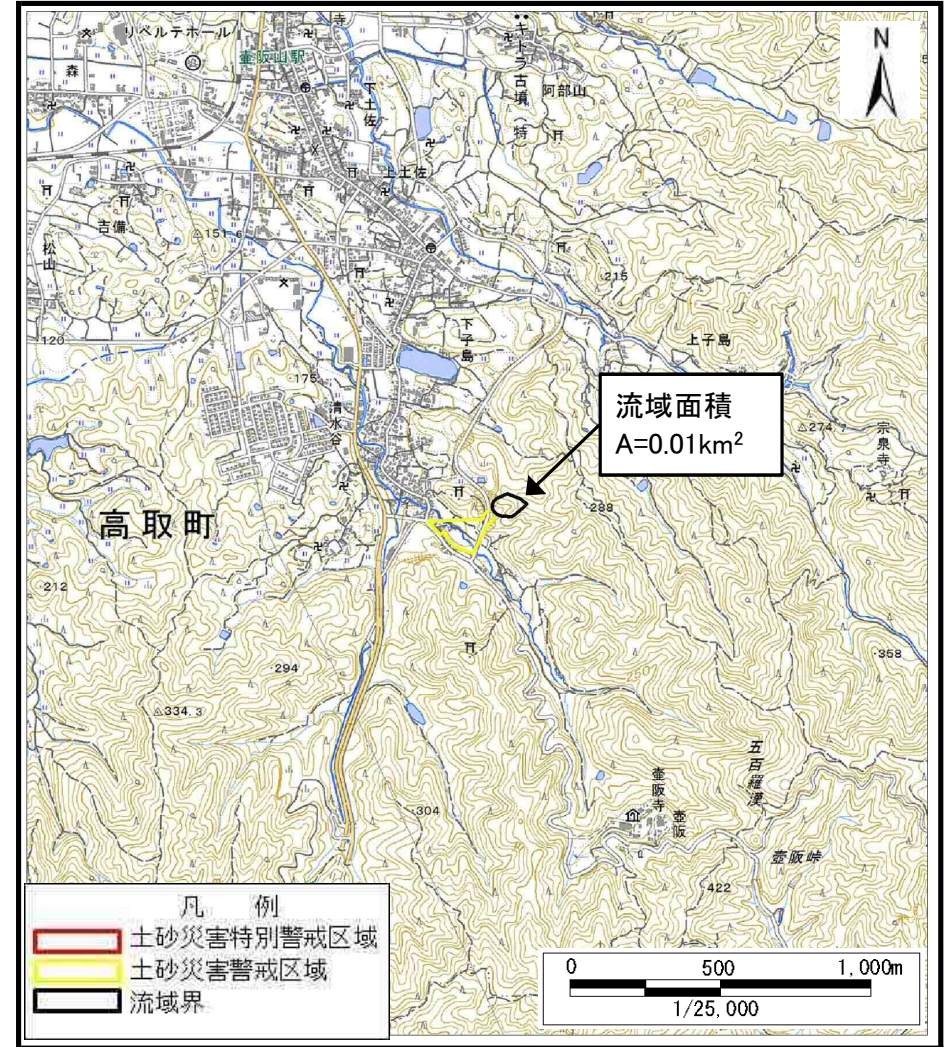 リベルテホール
寺
キトラ古墳(特
N
森
壺阪山駅
下土佐
阿部山
上土佐
吉備
151.6
松山
215
120
下子島
上子島
175
清水谷
流域面積
A=0.01km²
274.7
宗泉寺
288
高取町
212
294
358
334.3
250
五百羅漢
304
壺阪寺
壺阪
壺阪峠
422
凡 例
土砂災害特別警戒区域
土砂災害警戒区域
流域界
0 500 1,000m
1/25,000